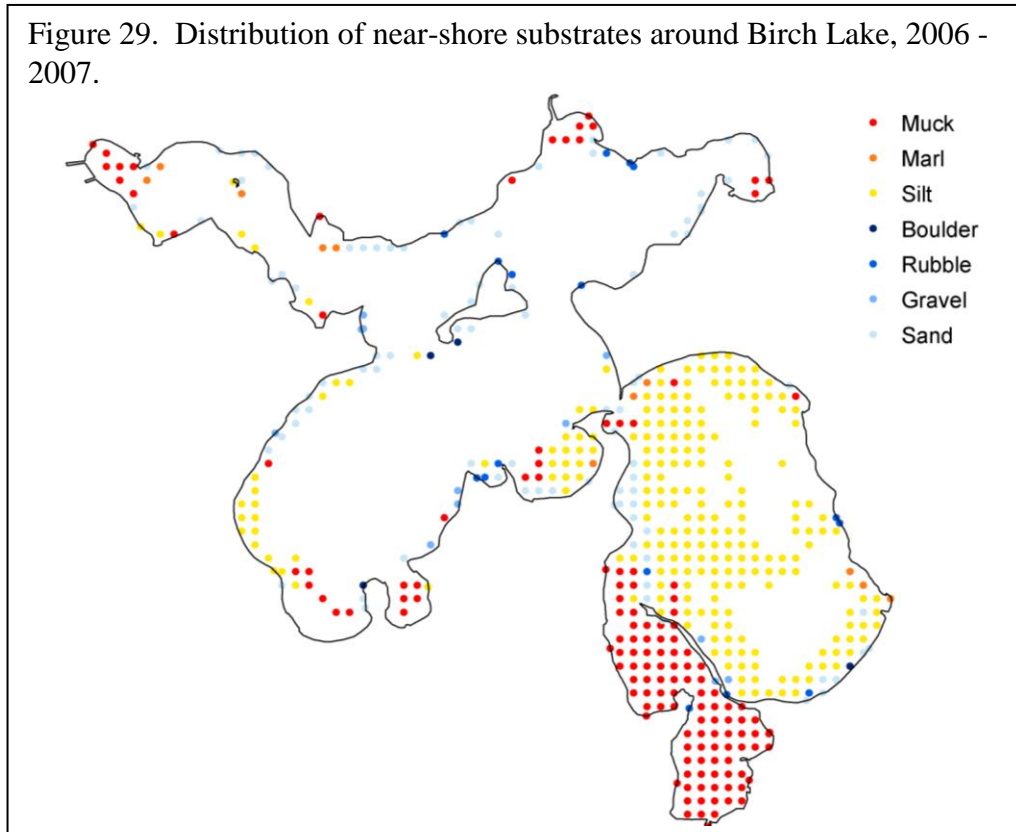 Figure 29.  Distribution of near-shore substrates around Birch Lake, 2006 -
2007.
Muck
Marl
Silt
Boulder
Rubble
Gravel
Sand